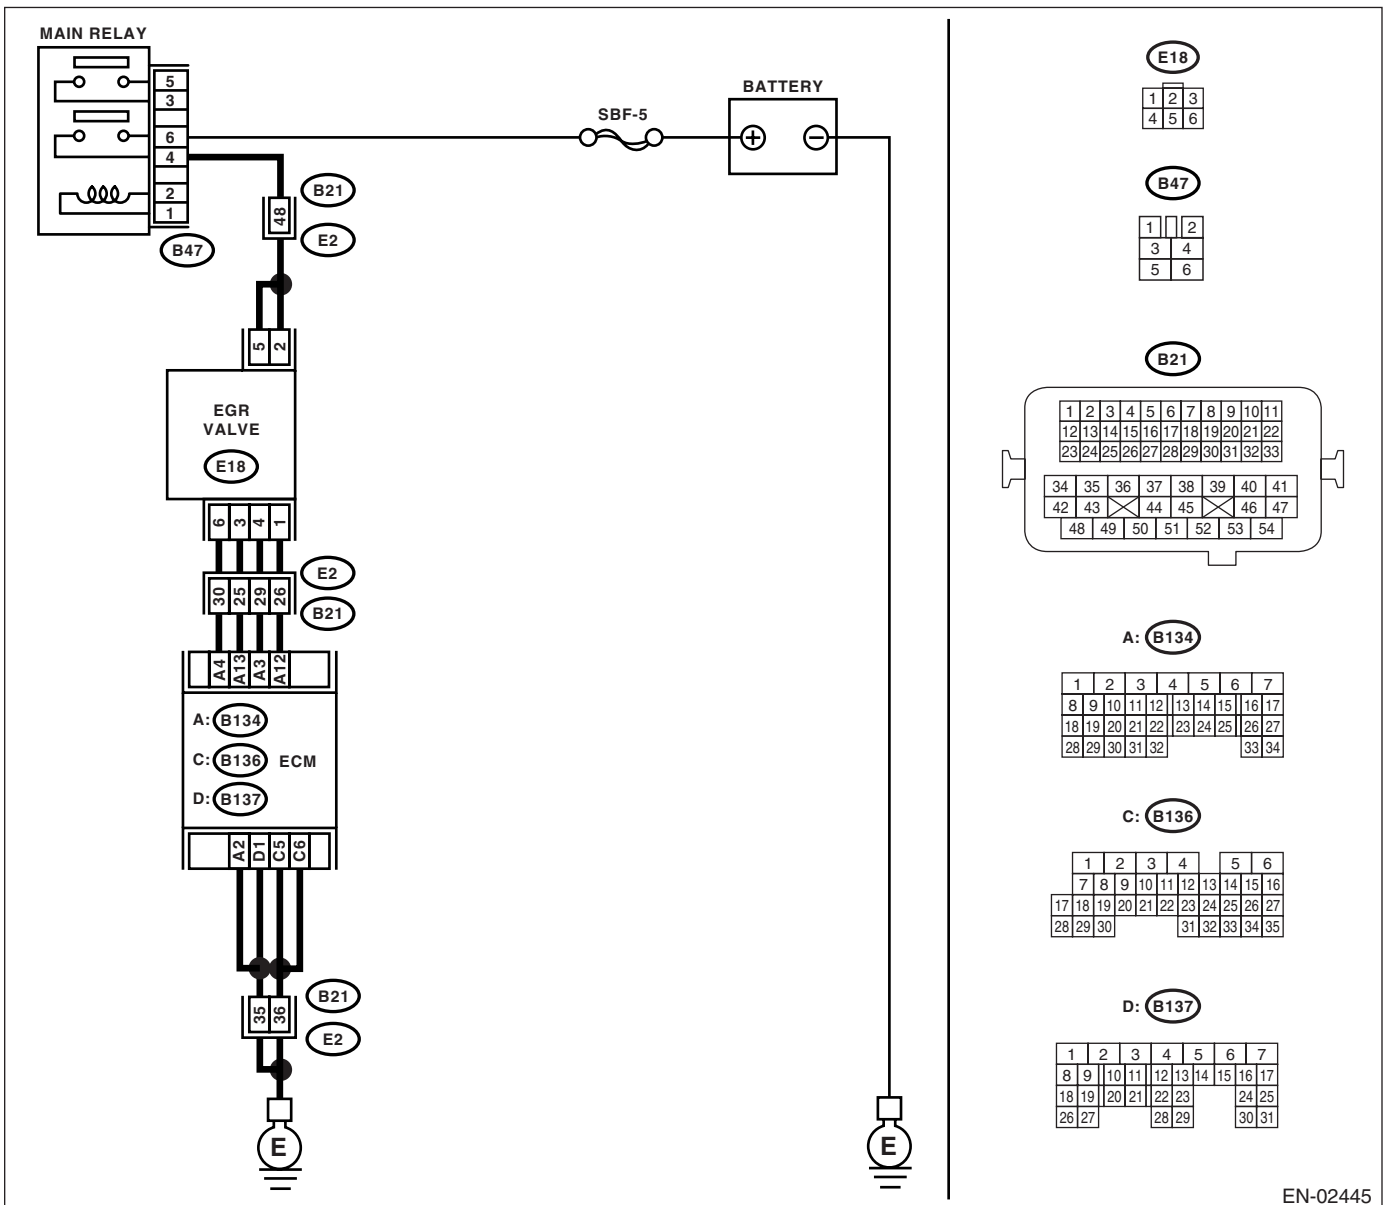 MAIN RELAY
5
3
6
4
2
1
B47
SBF-5
BATTERY
+ −
48
B21
E2
5 2
EGR
VALVE
E18
6 3 4 1
30 25 29 26
E2
B21
A4 A13 A3 A12
A: B134
C: B136 ECM
D: B137
A2 D1 C5 C6
35 36
B21
E2
E
E
E18
1 2 3
4 5 6
B47
1 2
3 4
5 6
B21
1 2 3 4 5 6 7 8 9 10 11
12 13 14 15 16 17 18 19 20 21 22
23 24 25 26 27 28 29 30 31 32 33
34 35 36 37 38 39 40 41
42 43 44 45 46 47
48 49 50 51 52 53 54
A: B134
1 2 3 4 5 6 7
8 9 10 11 12 13 14 15 16 17
18 19 20 21 22 23 24 25 26 27
28 29 30 31 32 33 34
C: B136
1 2 3 4 5 6
7 8 9 10 11 12 13 14 15 16
17 18 19 20 21 22 23 24 25 26 27
28 29 30 31 32 33 34 35
D: B137
1 2 3 4 5 6 7
8 9 10 11 12 13 14 15 16 17
18 19 20 21 22 23 24 25
26 27 28 29 30 31
EN-02445